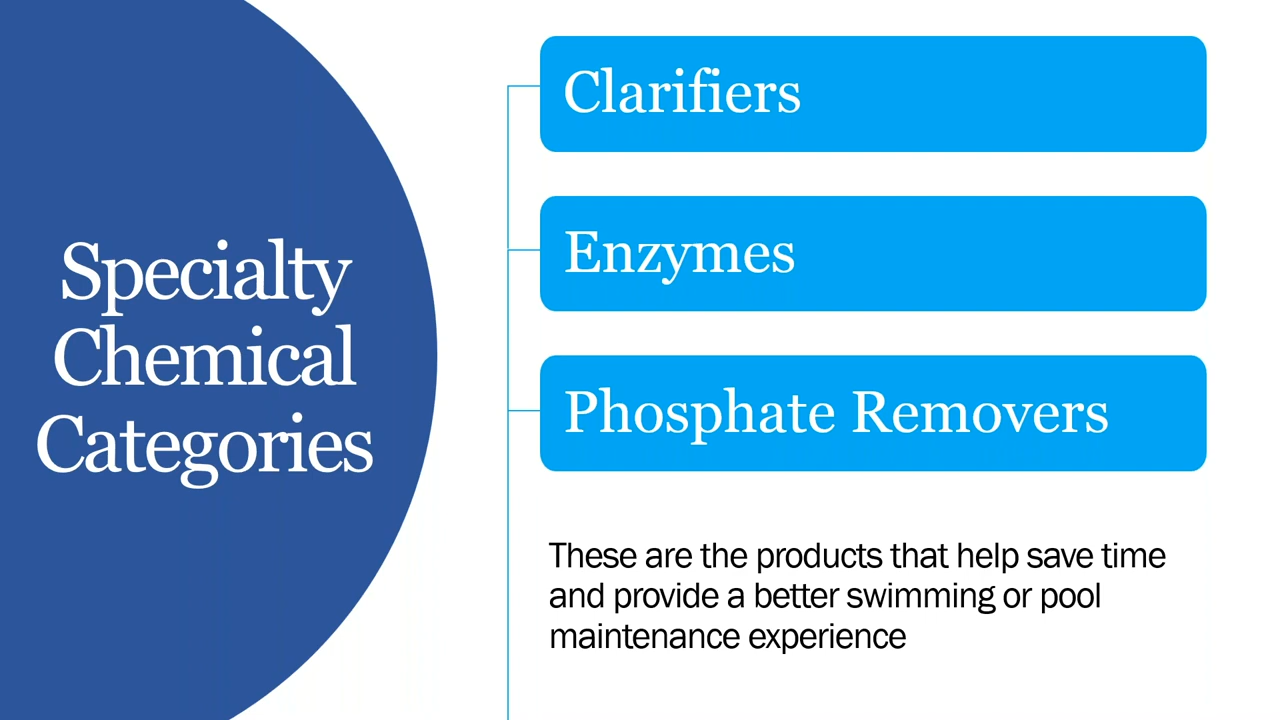 Specialty
Chemical
Categories
Clarifiers
Enzymes
Phosphate Removers
These are the products that help save time
and provide a better swimming or pool
maintenance experience